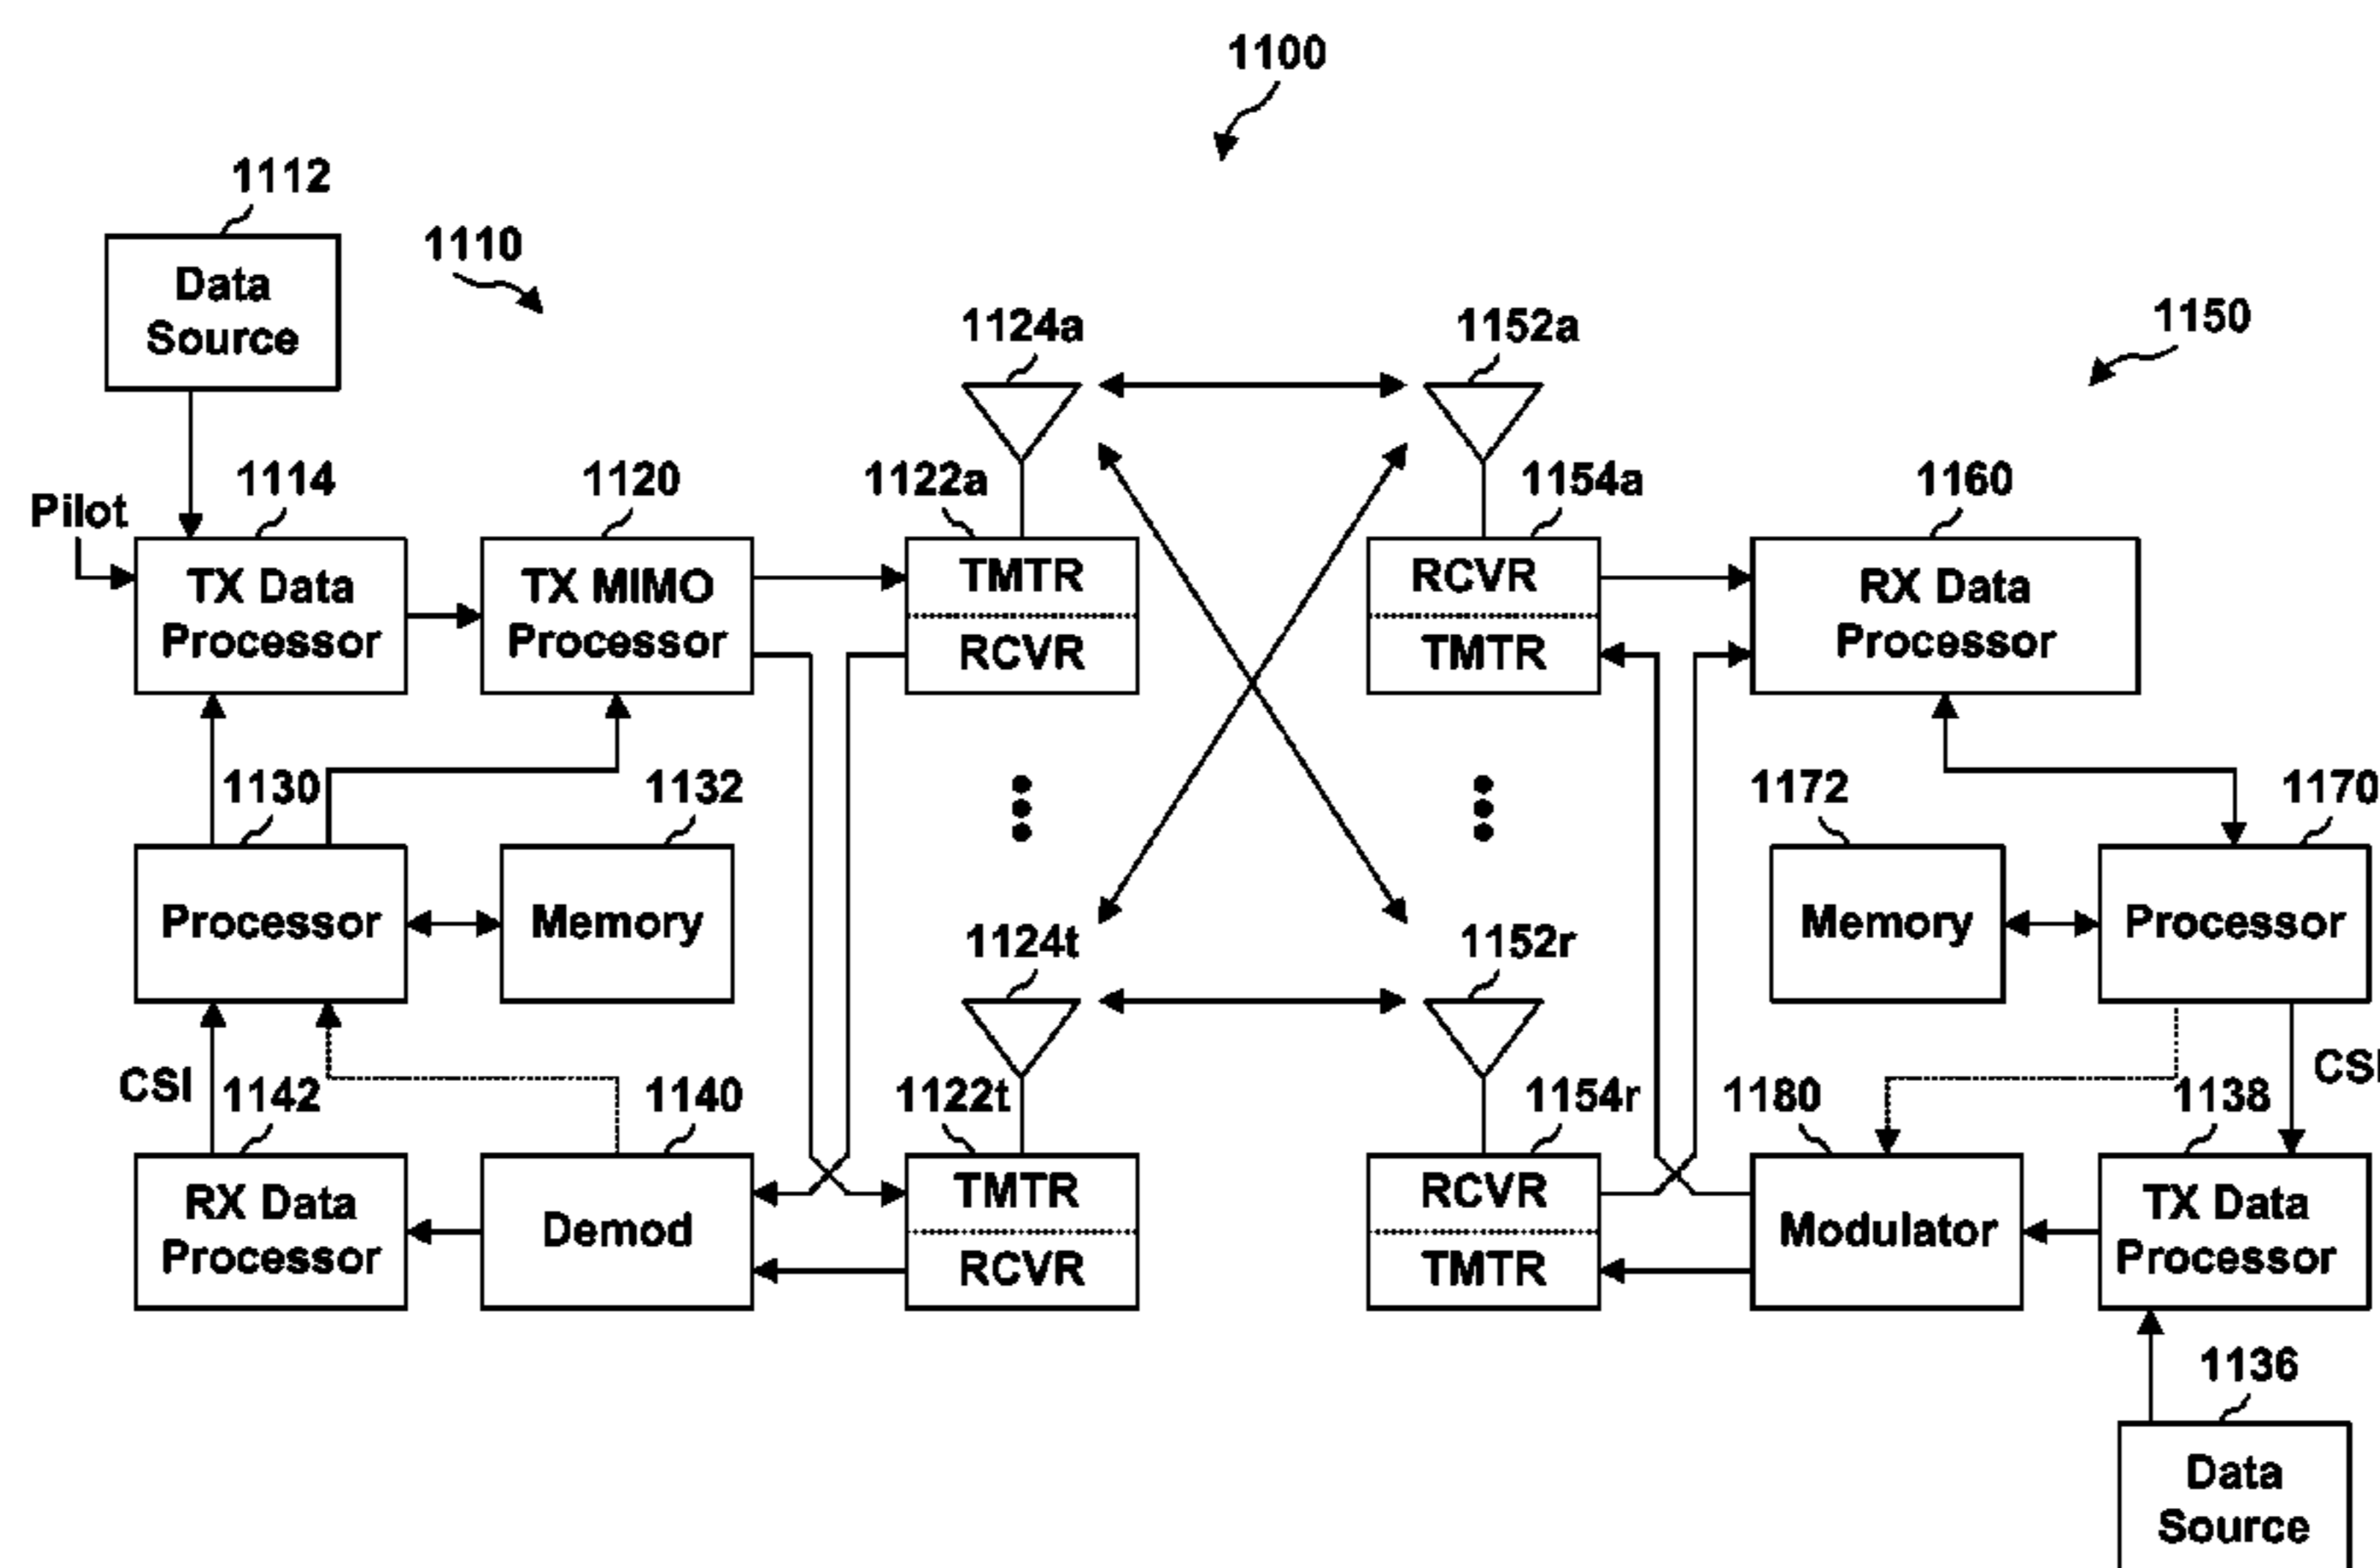 1100
1112
1110
Data
Source
1124a
1152a
1150
Pilot
1114
1120
1122a
1154a
1160
TX Data
Processor
TX MIMO
Processor
TMTR
RCVR
RCVR
TMTR
RX Data
Processor
1130
1132
1172
1170
Processor
Memory
Memory
Processor
1124t
1152r
CSI
1142
1140
1122t
1154r
1180
1138
CSI
RX Data
Processor
Demod
TMTR
RCVR
RCVR
TMTR
Modulator
TX Data
Processor
1136
Data
Source